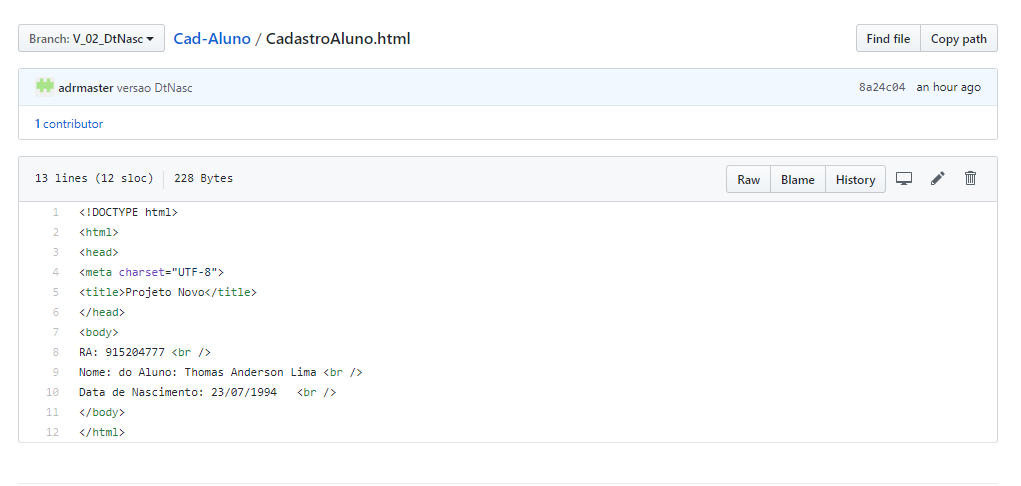 Branch: V_02_DtNasc Cad-Aluno / CadastroAluno.html Find file Copy path
adrmaster versao DtNasc 8a24c04 an hour ago
1 contributor
13 lines (12 sloc) 228 Bytes Raw Blame History
1 <!DOCTYPE html>
2 <html>
3 <head>
4 <meta charset="UTF-8">
5 <title>Projeto Novo</title>
6 </head>
7 <body>
8 RA: 915204777 <br />
9 Nome: do Aluno: Thomas Anderson Lima <br />
10 Data de Nascimento: 23/07/1994   <br />
11 </body>
12 </html>